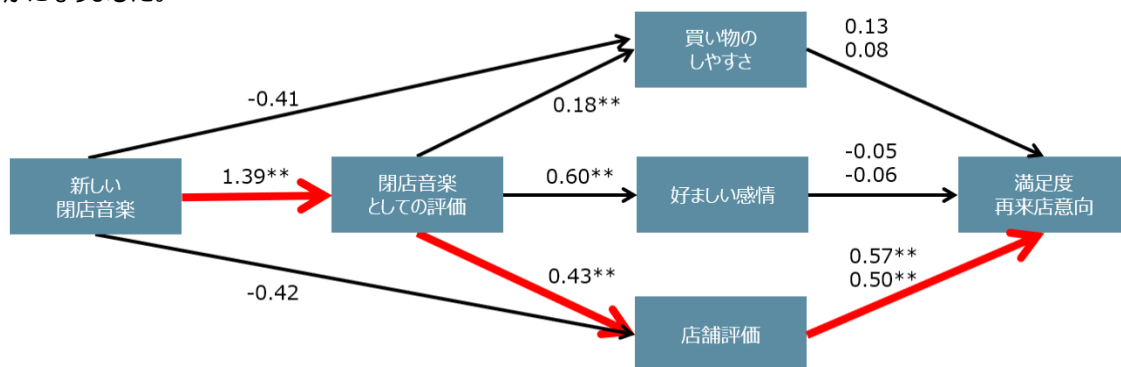 買い物の
しやすさ
0.13
0.08
-0.41
0.18**
新しい
閉店音楽
1.39**
閉店音楽
としての評価
0.60**
好ましい感情
-0.05
-0.06
満足度
再来店意向
-0.42
0.43**
0.57**
0.50**
店舗評価